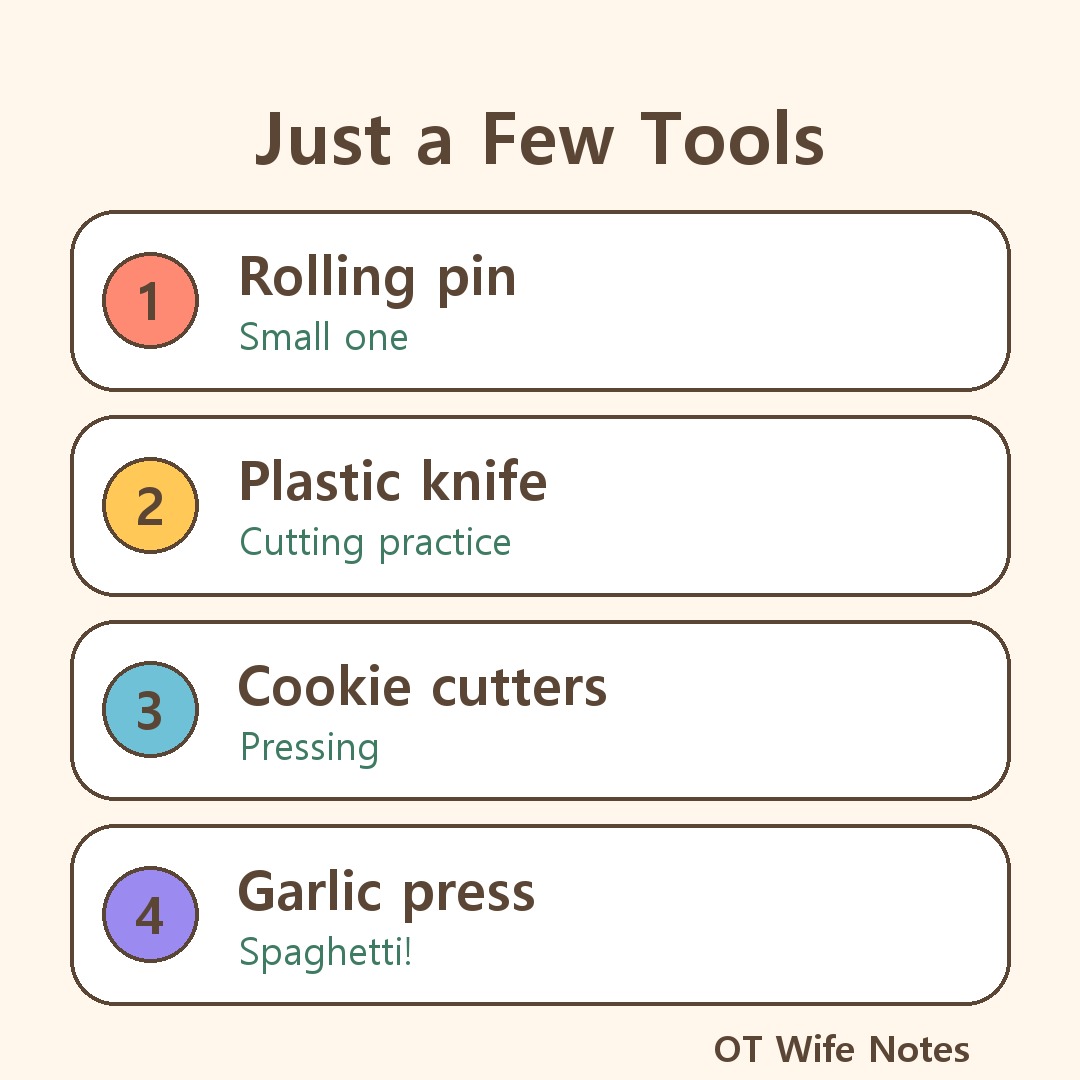 Just a Few Tools
1
Rolling pin
Small one
2
Plastic knife
Cutting practice
3
Cookie cutters
Pressing
4
Garlic press
Spaghetti!
OT Wife Notes